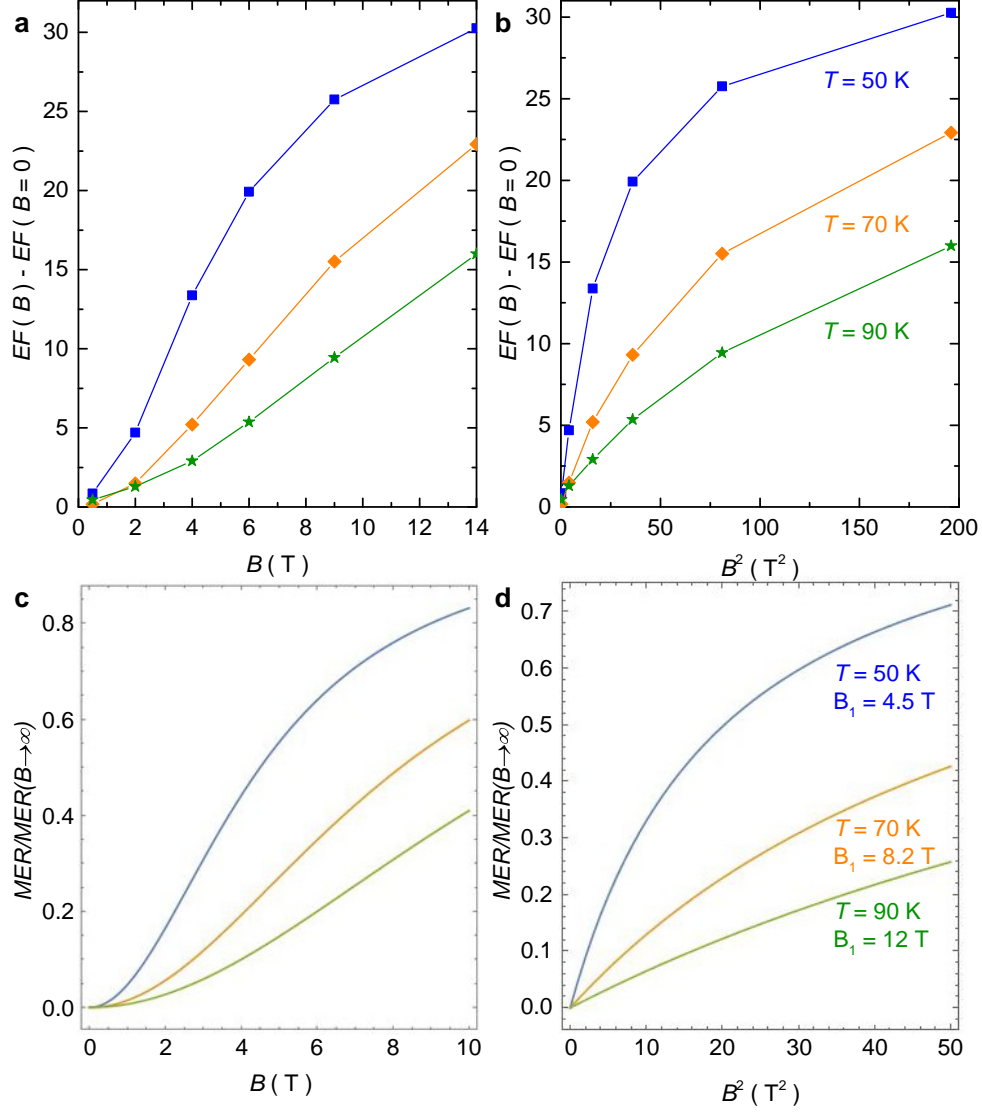 a
30
25
20
15
10
5
0
EF ( B ) - EF ( B = 0 )
0 2 4 6 8 10 12 14
B ( T )
b
30
25
20
15
10
5
0
EF ( B ) - EF ( B = 0 )
T = 50 K
T = 70 K
T = 90 K
0 50 100 150 200
B² (T²)
c
0.8
0.6
0.4
0.2
0.0
MER/MER(B→∞)
0 2 4 6 8 10
B ( T )
d
0.7
0.6
0.5
0.4
0.3
0.2
0.1
0.0
MER/MER(B→∞)
T = 50 K
B₁ = 4.5 T
T = 70 K
B₁ = 8.2 T
T = 90 K
B₁ = 12 T
0 10 20 30 40 50
B² (T²)